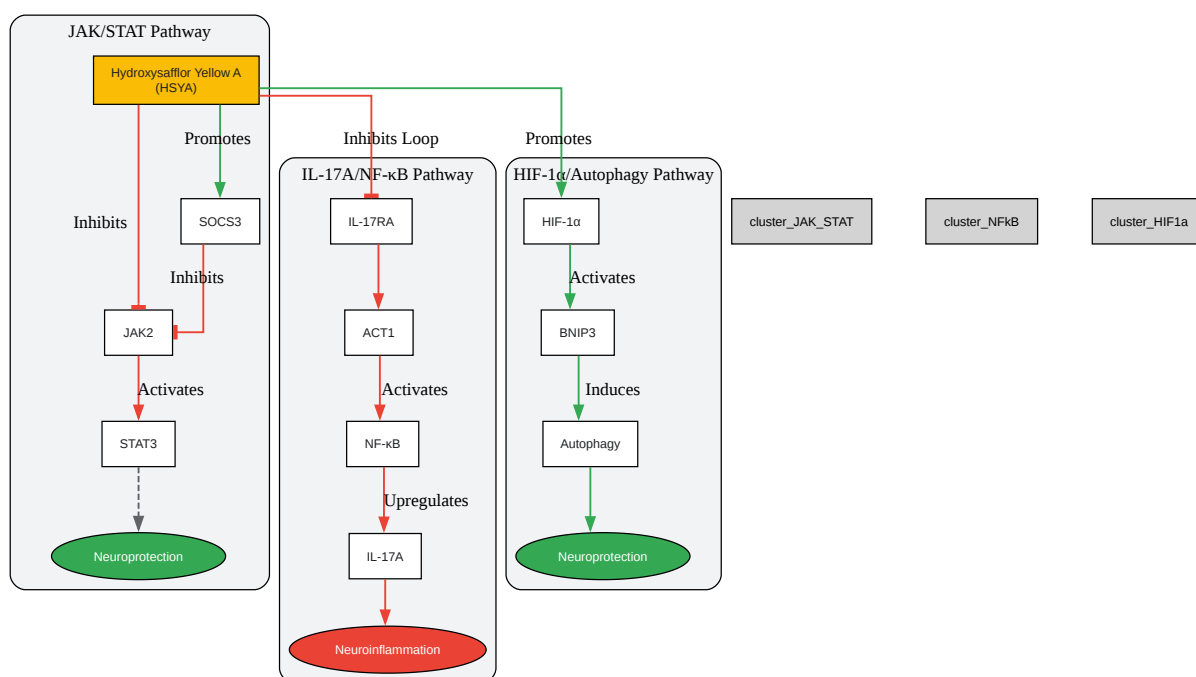 JAK/STAT Pathway
Hydroxysafflor Yellow A
(HSYA)
Promotes
Inhibits Loop
Promotes
IL-17A/NF-κB Pathway
HIF-1α/Autophagy Pathway
Inhibits
SOCS3
IL-17RA
HIF-1α
cluster_JAK_STAT
cluster_NFkB
cluster_HIF1a
Inhibits
Activates
JAK2
ACT1
BNIP3
Activates
Activates
Induces
STAT3
NF-κB
Autophagy
Upregulates
Neuroprotection
IL-17A
Neuroprotection
Neuroinflammation